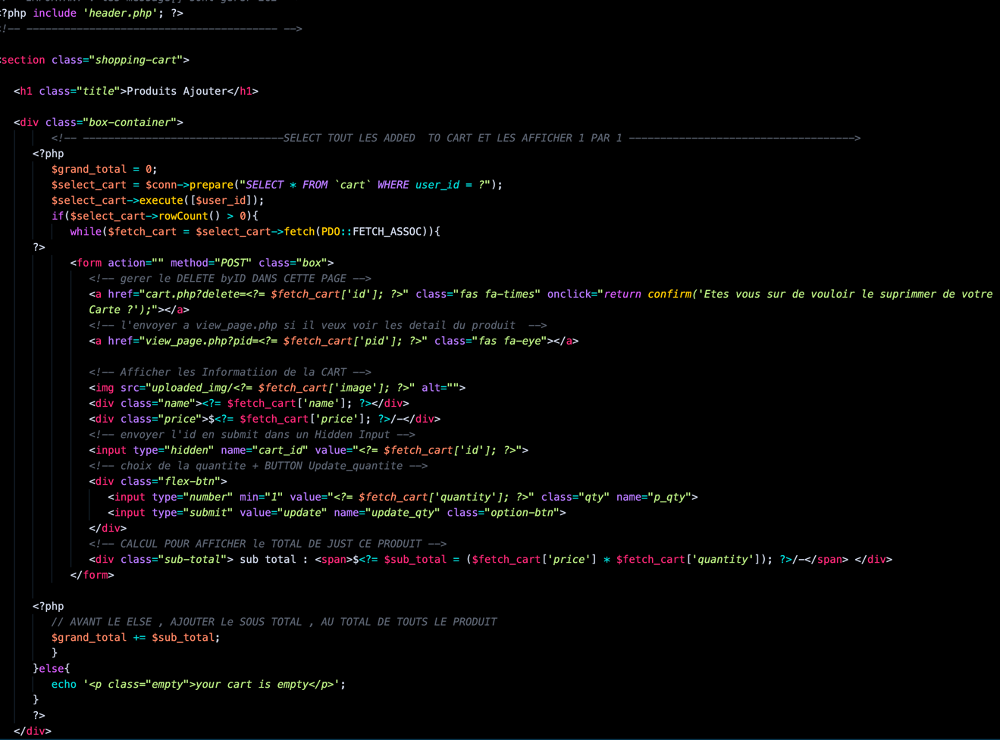 <?php include 'header.php'; ?>
<!-- ---------------------------------------- -->
<section class="shopping-cart">
<h1 class="title">Produits Ajouter</h1>
<div class="box-container">
<!-- --------------------------------SELECT TOUT LES ADDED  TO CART ET LES AFFICHER 1 PAR 1 ------------------------------------>
<?php
$grand_total = 0;
$select_cart = $conn->prepare("SELECT * FROM `cart` WHERE user_id = ?");
$select_cart->execute([$user_id]);
if($select_cart->rowCount() > 0){
while($fetch_cart = $select_cart->fetch(PDO::FETCH_ASSOC)){
?>
<form action="" method="POST" class="box">
<!-- gerer le DELETE byID DANS CETTE PAGE -->
<a href="cart.php?delete=<?= $fetch_cart['id']; ?>" class="fas fa-times" onclick="return confirm('Etes vous sur de vouloir le suprimmer de votre
Carte ?');"></a>
<!-- l'envoyer a view_page.php si il veux voir les detail du produit  -->
<a href="view_page.php?pid=<?= $fetch_cart['pid']; ?>" class="fas fa-eye"></a>
<!-- Afficher les Informatiion de la CART -->
<img src="uploaded_img/<?= $fetch_cart['image']; ?>" alt="">
<div class="name"><?= $fetch_cart['name']; ?></div>
<div class="price">$<?= $fetch_cart['price']; ?>/-</div>
<!-- envoyer l'id en submit dans un Hidden Input -->
<input type="hidden" name="cart_id" value="<?= $fetch_cart['id']; ?>">
<!-- choix de la quantite + BUTTON Update_quantite -->
<div class="flex-btn">
<input type="number" min="1" value="<?= $fetch_cart['quantity']; ?>" class="qty" name="p_qty">
<input type="submit" value="update" name="update_qty" class="option-btn">
</div>
<!-- CALCUL POUR AFFICHER le TOTAL DE JUST CE PRODUIT -->
<div class="sub-total"> sub total : <span>$<?= $sub_total = ($fetch_cart['price'] * $fetch_cart['quantity']); ?>/-</span> </div>
</form>
<?php
// AVANT LE ELSE , AJOUTER Le SOUS TOTAL , AU TOTAL DE TOUTS LE PRODUIT
$grand_total += $sub_total;
}
}else{
echo '<p class="empty">your cart is empty</p>';
}
?>
</div>